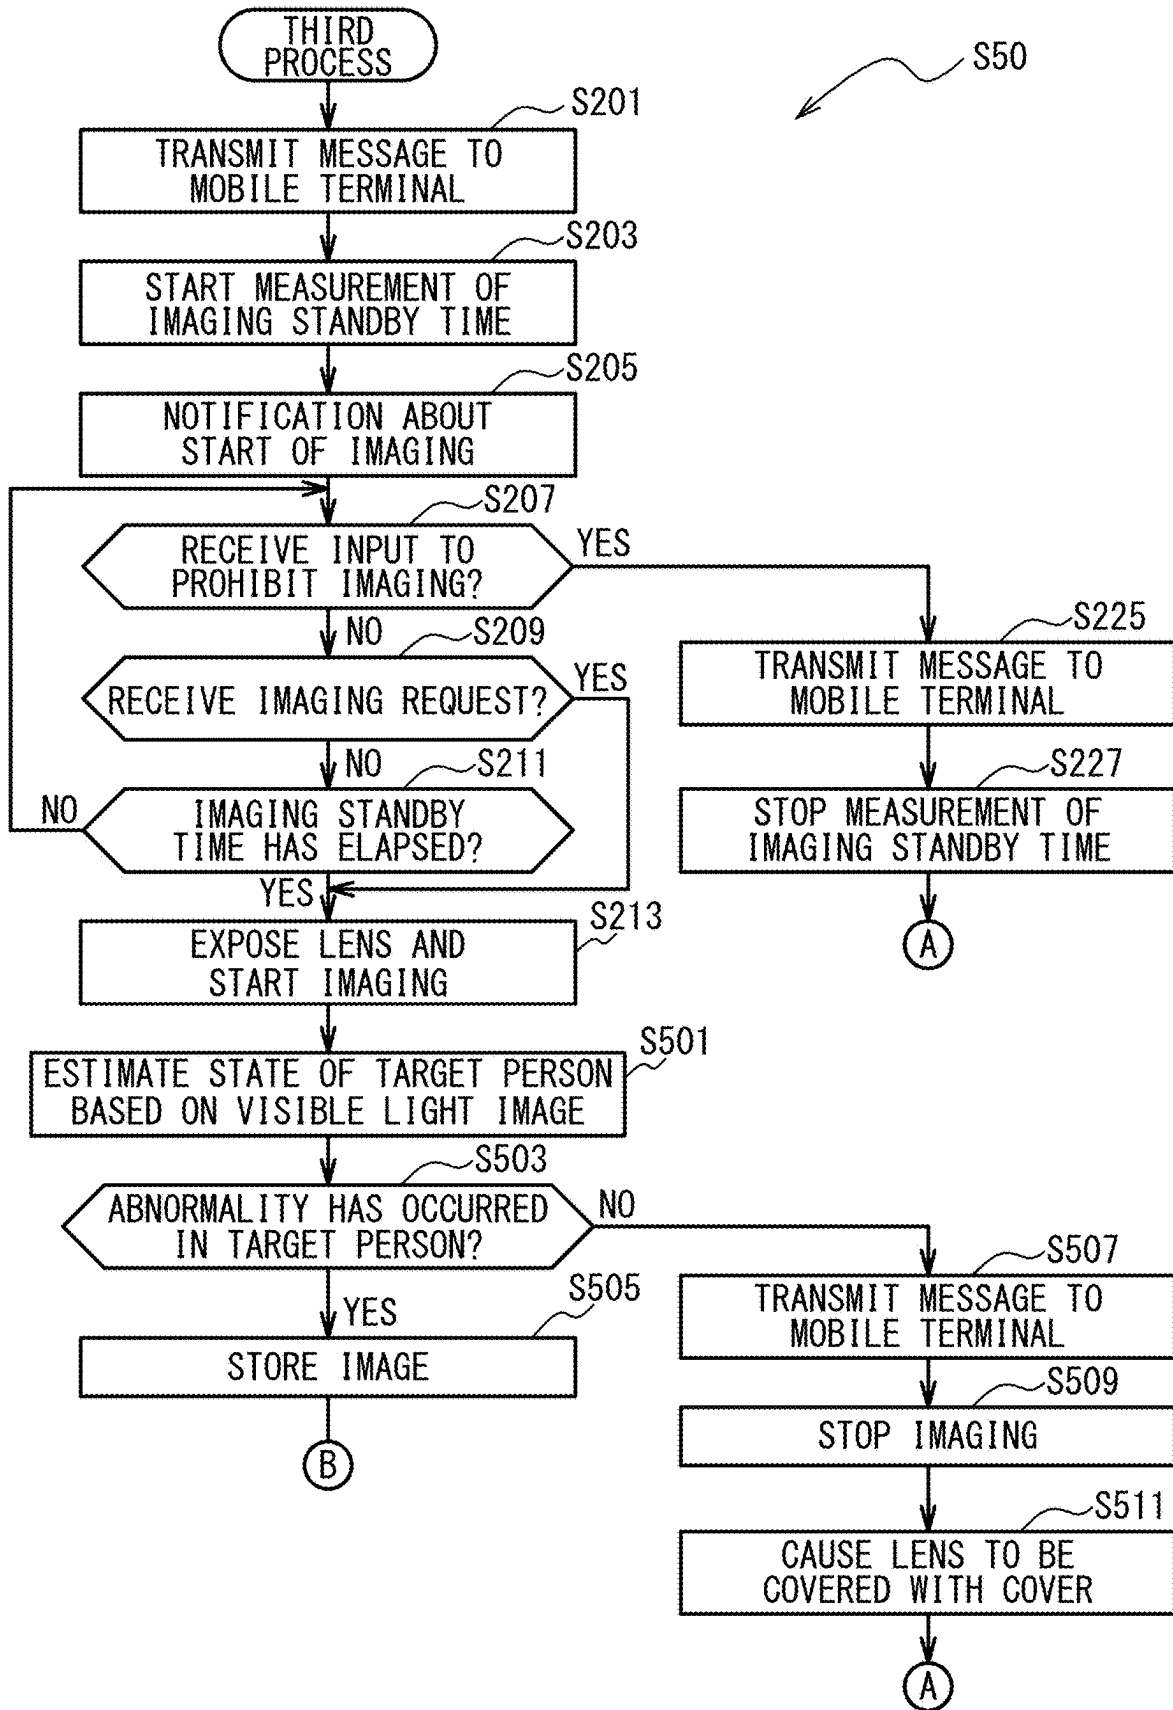 THIRD
PROCESS
S50
S201
TRANSMIT MESSAGE TO
MOBILE TERMINAL
S203
START MEASUREMENT OF
IMAGING STANDBY TIME
S205
NOTIFICATION ABOUT
START OF IMAGING
S207
RECEIVE INPUT TO
PROHIBIT IMAGING?
YES
NO
S209
RECEIVE IMAGING REQUEST?
YES
NO
S211
IMAGING STANDBY
TIME HAS ELAPSED?
NO
YES
S225
TRANSMIT MESSAGE TO
MOBILE TERMINAL
S227
STOP MEASUREMENT OF
IMAGING STANDBY TIME
A
S213
EXPOSE LENS AND
START IMAGING
S501
ESTIMATE STATE OF TARGET PERSON
BASED ON VISIBLE LIGHT IMAGE
S503
ABNORMALITY HAS OCCURRED
IN TARGET PERSON?
NO
YES
S505
STORE IMAGE
B
S507
TRANSMIT MESSAGE TO
MOBILE TERMINAL
S509
STOP IMAGING
S511
CAUSE LENS TO BE
COVERED WITH COVER
A